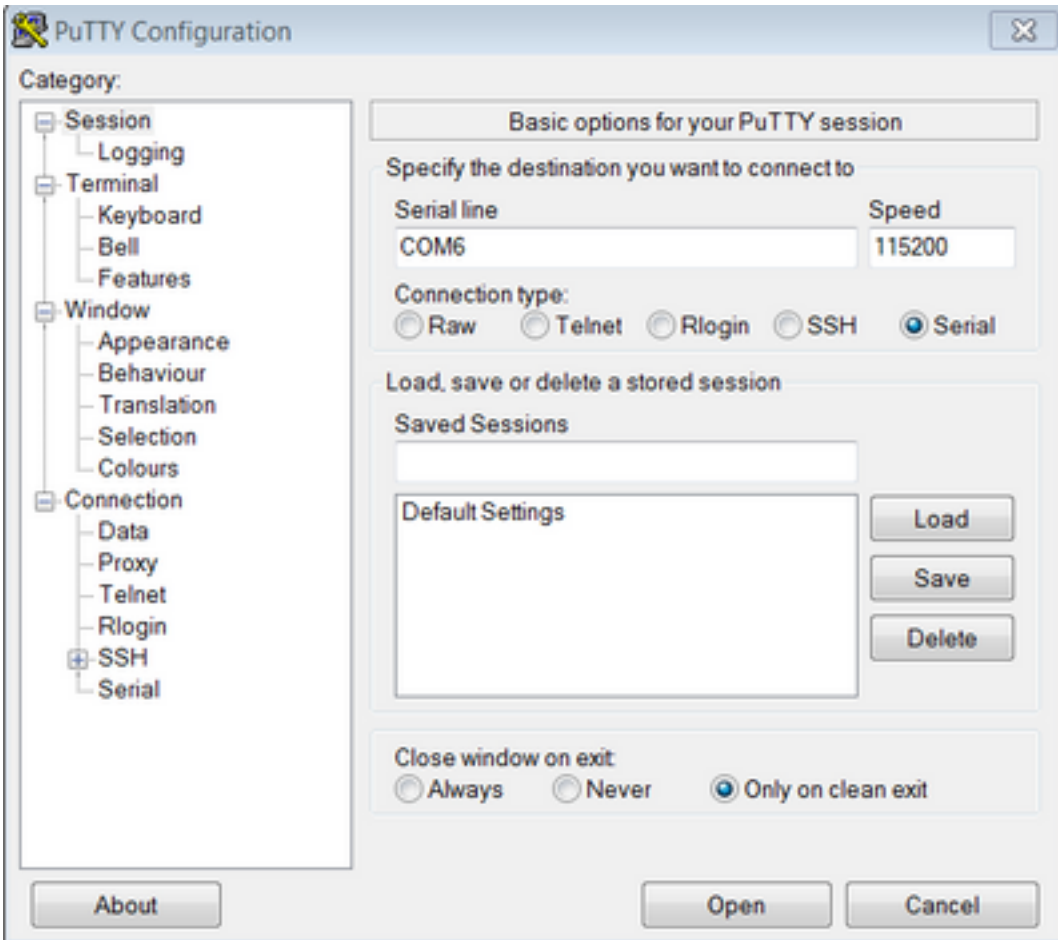 PuTTY Configuration
Category:
Session
Logging
Terminal
Keyboard
Bell
Features
Window
Appearance
Behaviour
Translation
Selection
Colours
Connection
Data
Proxy
Telnet
Rlogin
SSH
Serial
Basic options for your PuTTY session
Specify the destination you want to connect to
Serial line Speed
COM6 115200
Connection type:
Raw Telnet Rlogin SSH Serial
Load, save or delete a stored session
Saved Sessions
Default Settings
Load
Save
Delete
Close window on exit:
Always Never Only on clean exit
About Open Cancel